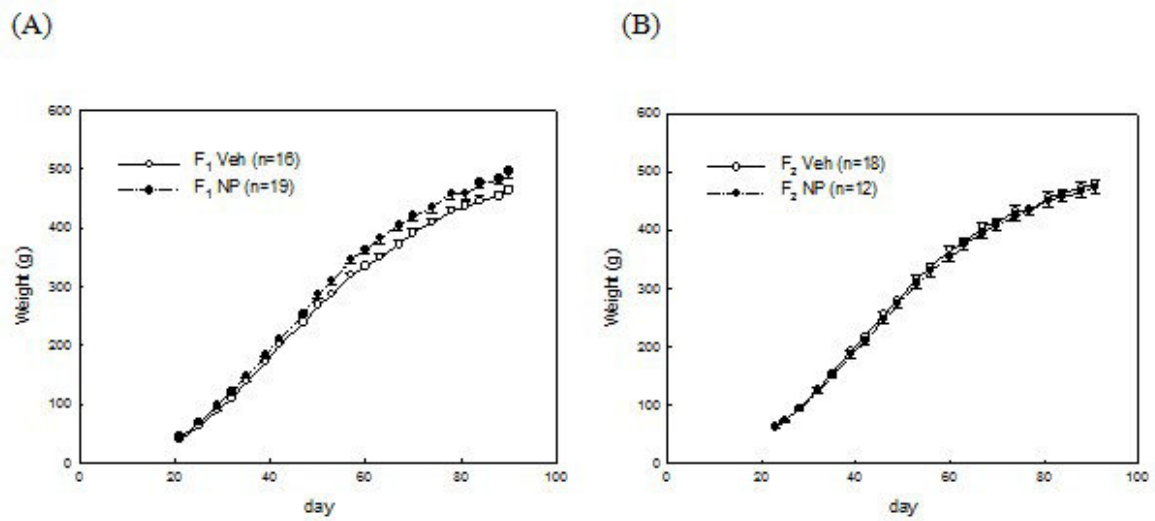 (A)
(B)
600
500
400
300
200
100
0
Weight (g)
F₁ Veh (n=16)
F₁ NP (n=19)
0 20 40 60 80 100
day
600
500
400
300
200
100
0
Weight (g)
F₂ Veh (n=18)
F₂ NP (n=12)
0 20 40 60 80 100
day